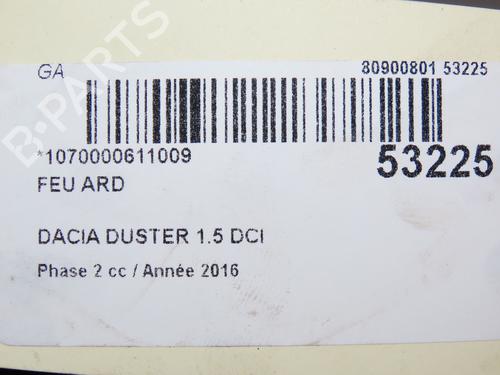 GA
80900801 53225
*1070000611009
53225
FEU ARD
DACIA DUSTER 1.5 DCI
Phase 2 cc / Année 2016
B-PARTS